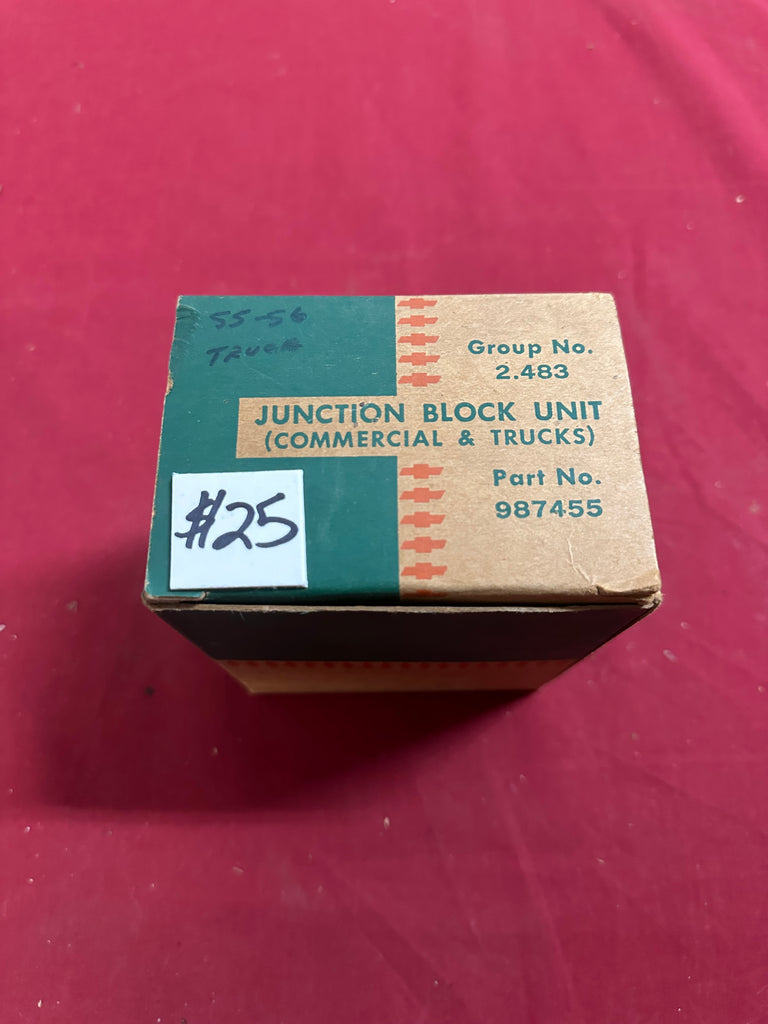 55-56
TRUCK
Group No.
2.483
JUNCTION BLOCK UNIT
(COMMERCIAL & TRUCKS)
Part No.
987455
#25